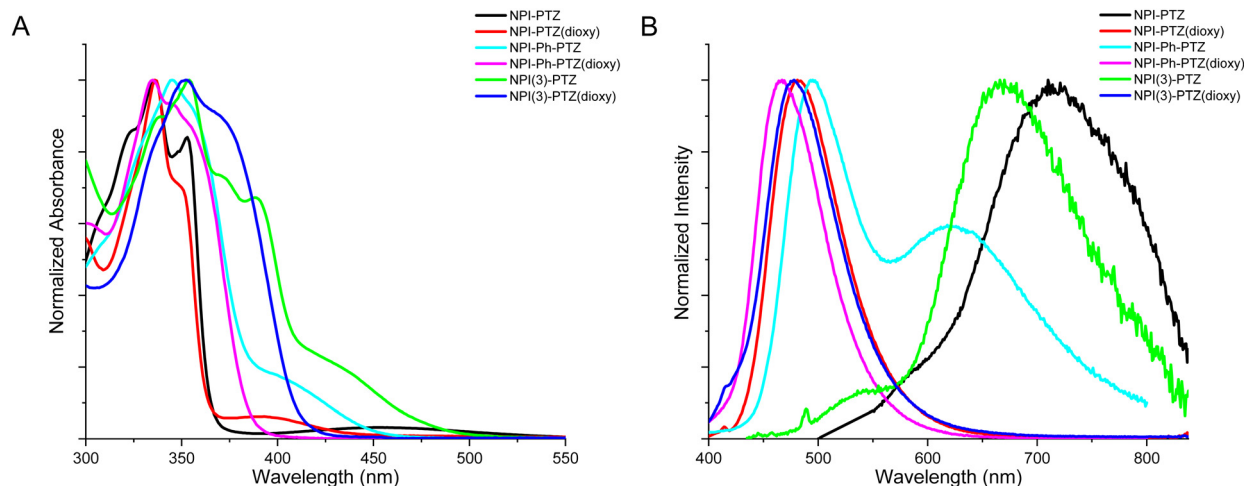 A
NPI-PTZ
NPI-PTZ(dioxy)
NPI-Ph-PTZ
NPI-Ph-PTZ(dioxy)
NPI(3)-PTZ
NPI(3)-PTZ(dioxy)
Normalized Absorbance
300 350 400 450 500 550
Wavelength (nm)
B
NPI-PTZ
NPI-PTZ(dioxy)
NPI-Ph-PTZ
NPI-Ph-PTZ(dioxy)
NPI(3)-PTZ
NPI(3)-PTZ(dioxy)
Normalized Intensity
400 500 600 700 800
Wavelength (nm)